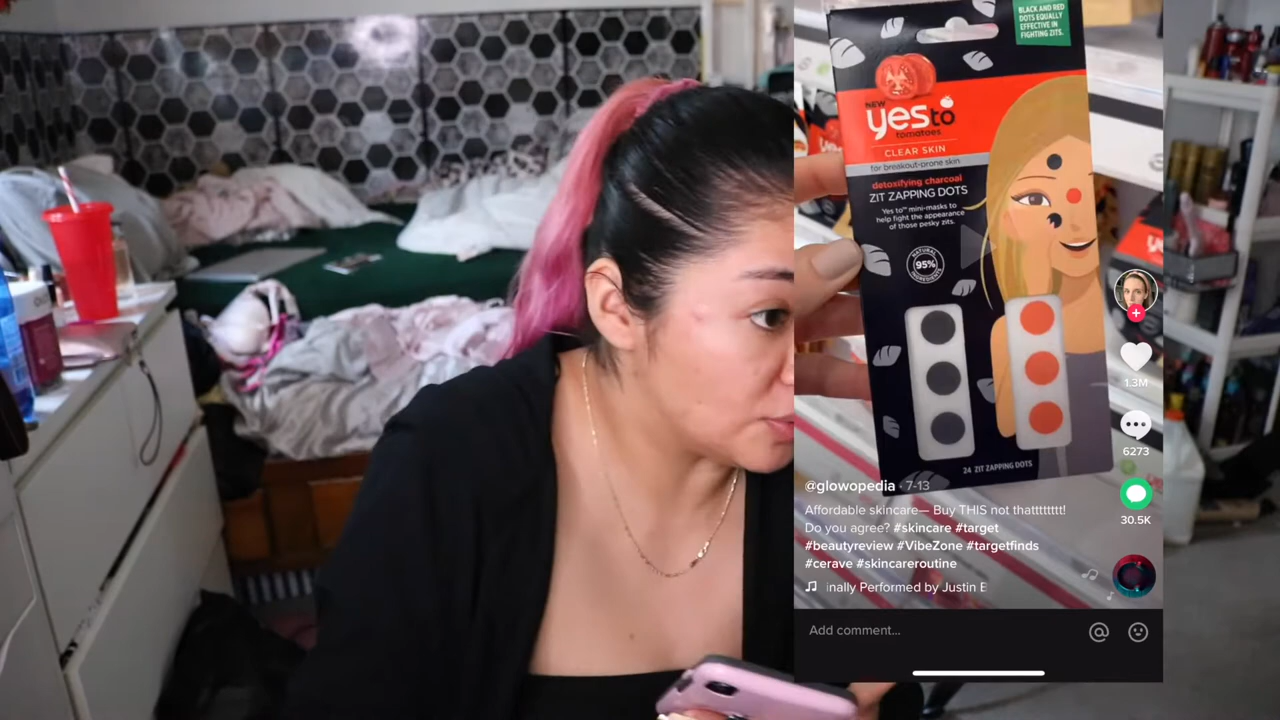 BLACK AND RED
DOTS EQUALLY
EFFECTIVE IN
FIGHTING ZITS.
NEW
yes to
tomatoes
CLEAR SKIN
for breakout-prone skin
detoxifying charcoal
ZIT ZAPPING DOTS
Yes to™ mini-masks to
help fight the appearance
of those pesky zits.
NATURAL
95%
INGREDIENTS
24 ZIT ZAPPING DOTS
1.3M
6273
30.5K
@glowopedia · 7-13
Affordable skincare— Buy THIS not thattttttttt!
Do you agree? #skincare #target
#beautyreview #VibeZone #targetfinds
#cerave #skincareroutine
inally Performed by Justin B
Add comment...